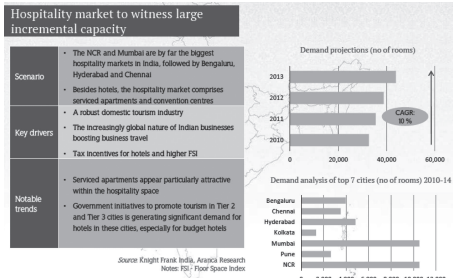 Hospitality market to witness large
incremental capacity
Scenario
• The NCR and Mumbai are by far the biggest
hospitality markets in India, followed by Bengaluru,
Hyderabad and Chennai
• Besides hotels, the hospitality market comprises
serviced apartments and convention centres
Key drivers
• A robust domestic tourism industry
• The increasingly global nature of Indian businesses
boosting business travel
• Tax incentives for hotels and higher FSI
Notable
trends
• Serviced apartments appear particularly attractive
within the hospitality space
• Government initiatives to promote tourism in Tier 2
and Tier 3 cities is generating significant demand for
hotels in these cities, especially for budget hotels
Source: Knight Frank India, Aranca Research
Notes: FSI - Floor Space Index
Demand projections (no of rooms)
2013
2012
2011
2010
CAGR:
10 %
0 20,000 40,000 60,000
Demand analysis of top 7 cities (no of rooms) 2010-14
Bengaluru
Chennai
Hyderabad
Kolkata
Mumbai
Pune
NCR